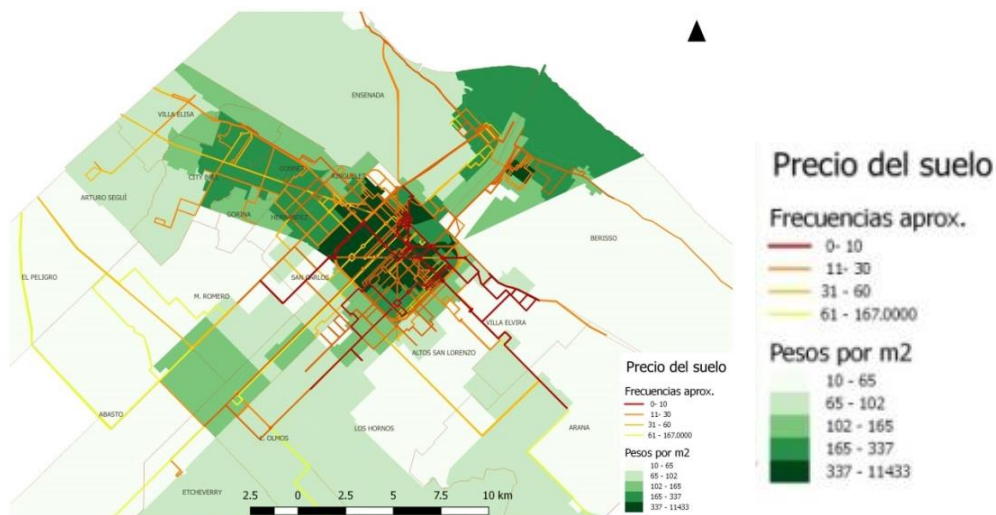 ENSENADA
VILLA ELISA
CITY BELL
GONNET
RINGUELET
ARTURO SEGUÍ
GORINA
HERNANDEZ
BERISSO
EL PELIGRO
SAN CARLOS
M. ROMERO
VILLA ELVIRA
ALTOS SAN LORENZO
ABASTO
LOS HORNOS
ARANA
L. OLMOS
ETCHEVERRY
2.5 0 2.5 5 7.5 10 km
Precio del suelo
Frecuencias aprox.
0- 10
11- 30
31 - 60
61 - 167.0000
Pesos por m2
10 - 65
65 - 102
102 - 165
165 - 337
337 - 11433
Precio del suelo
Frecuencias aprox.
0- 10
11- 30
31 - 60
61 - 167.0000
Pesos por m2
10 - 65
65 - 102
102 - 165
165 - 337
337 - 11433